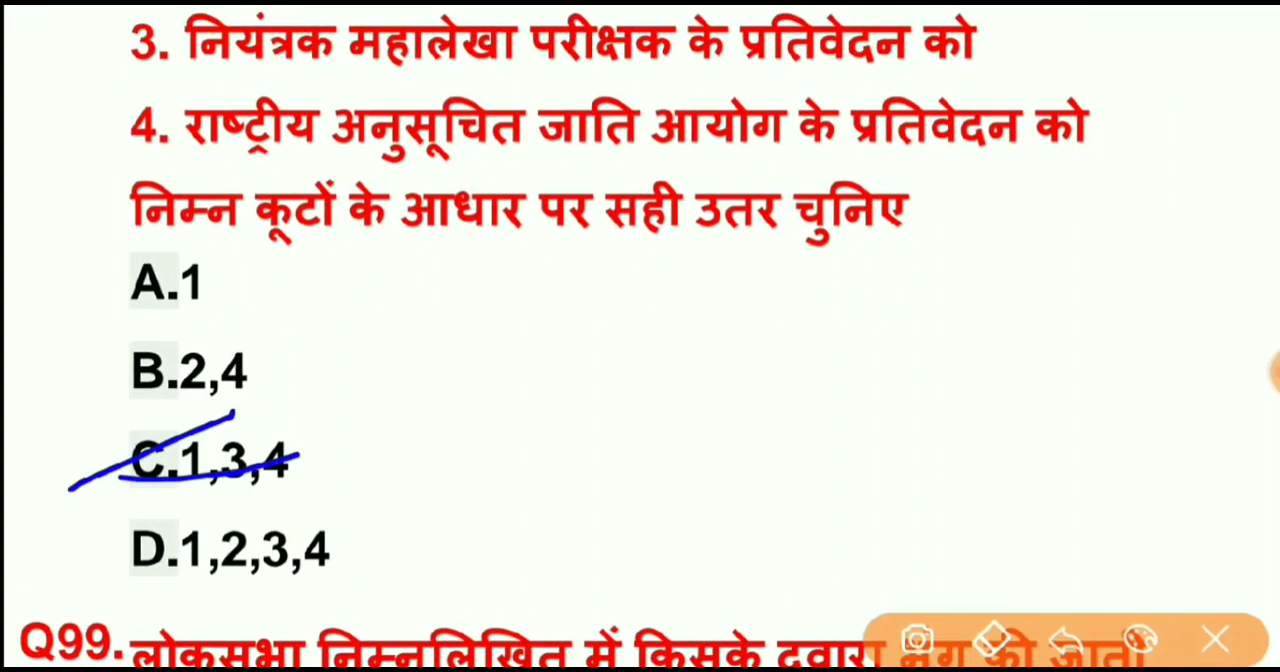 3. नियंत्रक महालेखा परीक्षक के प्रतिवेदन को
4. राष्ट्रीय अनुसूचित जाति आयोग के प्रतिवेदन को
निम्न कूटों के आधार पर सही उतर चुनिए
A.1
B.2,4
C.1,3,4
D.1,2,3,4
Q99. लोकसभा निम्नलिखित में किसके द्वारा भंग की जाती